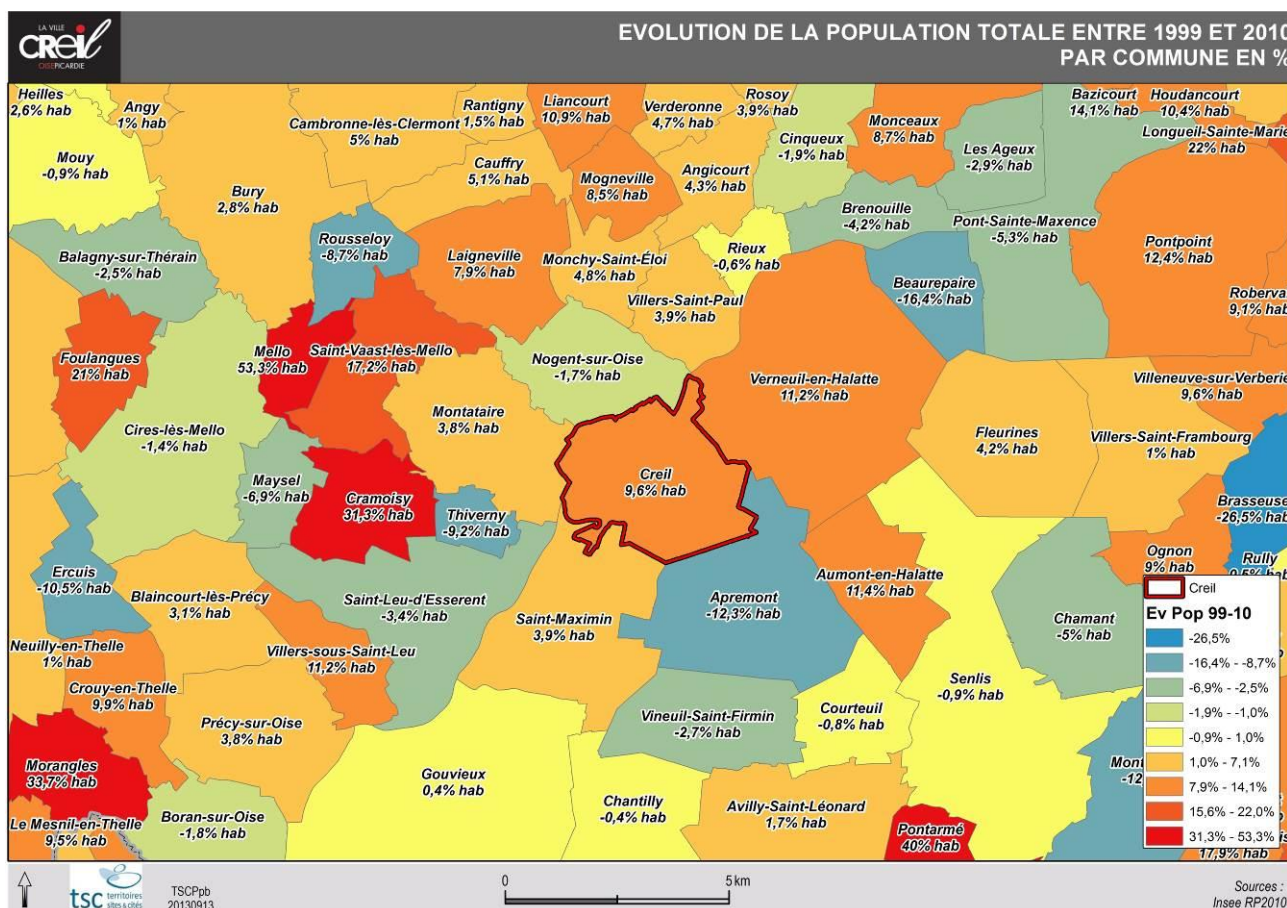 LA VILLE
CREIL
OISEPICARDIE
EVOLUTION DE LA POPULATION TOTALE ENTRE 1999 ET 2010
PAR COMMUNE EN %
Heilles
2,6% hab
Angy
1% hab
Cambronne-lès-Clermont
5% hab
Rantigny
1,5% hab
Liancourt
10,9% hab
Verderonne
4,7% hab
Rosoy
3,9% hab
Cinqueux
-1,9% hab
Monceaux
8,7% hab
Bazicourt
14,1% hab
Houdancourt
10,4% hab
Les Ageux
-2,9% hab
Longueil-Sainte-Marie
22% hab
Mouy
-0,9% hab
Bury
2,8% hab
Cauffry
5,1% hab
Mogneville
8,5% hab
Angicourt
4,3% hab
Brenouille
-4,2% hab
Pont-Sainte-Maxence
-5,3% hab
Pontpoint
12,4% hab
Balagny-sur-Thérain
-2,5% hab
Rousseloy
-8,7% hab
Laigneville
7,9% hab
Monchy-Saint-Éloi
4,8% hab
Rieux
-0,6% hab
Villers-Saint-Paul
3,9% hab
Beaurepaire
-16,4% hab
Roberva
9,1% hab
Foulangues
21% hab
Mello
53,3% hab
Saint-Vaast-lès-Mello
17,2% hab
Nogent-sur-Oise
-1,7% hab
Verneuil-en-Halatte
11,2% hab
Villeneuve-sur-Verberie
9,6% hab
Cires-lès-Mello
-1,4% hab
Montataire
3,8% hab
Fleurines
4,2% hab
Villers-Saint-Frambourg
1% hab
Maysel
-6,9% hab
Cramoisy
31,3% hab
Thiverny
-9,2% hab
Creil
9,6% hab
Brasseuse
-26,5% hab
Ercuis
-10,5% hab
Blaincourt-lès-Précy
3,1% hab
Saint-Leu-d'Esserent
-3,4% hab
Saint-Maximin
3,9% hab
Apremont
-12,3% hab
Aumont-en-Halatte
11,4% hab
Chamant
-5% hab
Ognon
9% hab
Rully
0,5% hab
Neuilly-en-Thelle
1% hab
Villers-sous-Saint-Leu
11,2% hab
Crouy-en-Thelle
9,9% hab
Précy-sur-Oise
3,8% hab
Vineuil-Saint-Firmin
-2,7% hab
Courteuil
-0,8% hab
Senlis
-0,9% hab
Morangles
33,7% hab
Gouvieux
0,4% hab
Chantilly
-0,4% hab
Avilly-Saint-Léonard
1,7% hab
Pontarmé
40% hab
Mont
-12
Le Mesnil-en-Thelle
9,5% hab
Boran-sur-Oise
-1,8% hab
is
17,9% hab
Creil
Ev Pop 99-10
-26,5%
-16,4% - -8,7%
-6,9% - -2,5%
-1,9% - -1,0%
-0,9% - 1,0%
1,0% - 7,1%
7,9% - 14,1%
15,6% - 22,0%
31,3% - 53,3%
tsc territoires
sites & cités
TSCPpb
20130913
0 5 km
Sources :
Insee RP2010